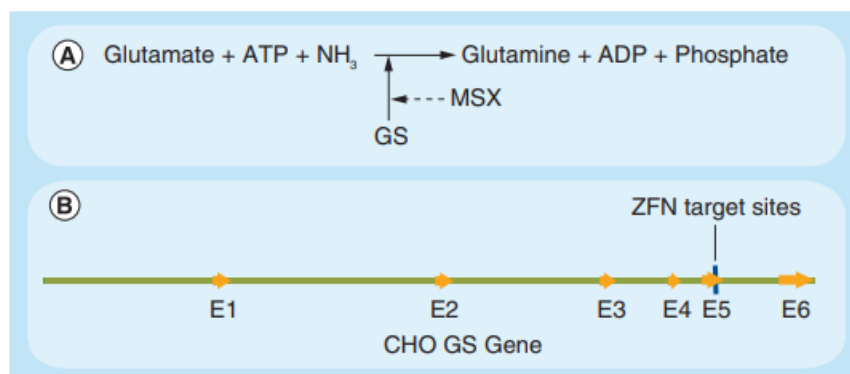 A Glutamate + ATP + NH₃ Glutamine + ADP + Phosphate
MSX
GS
B
ZFN target sites
E1 E2 E3 E4 E5 E6
CHO GS Gene